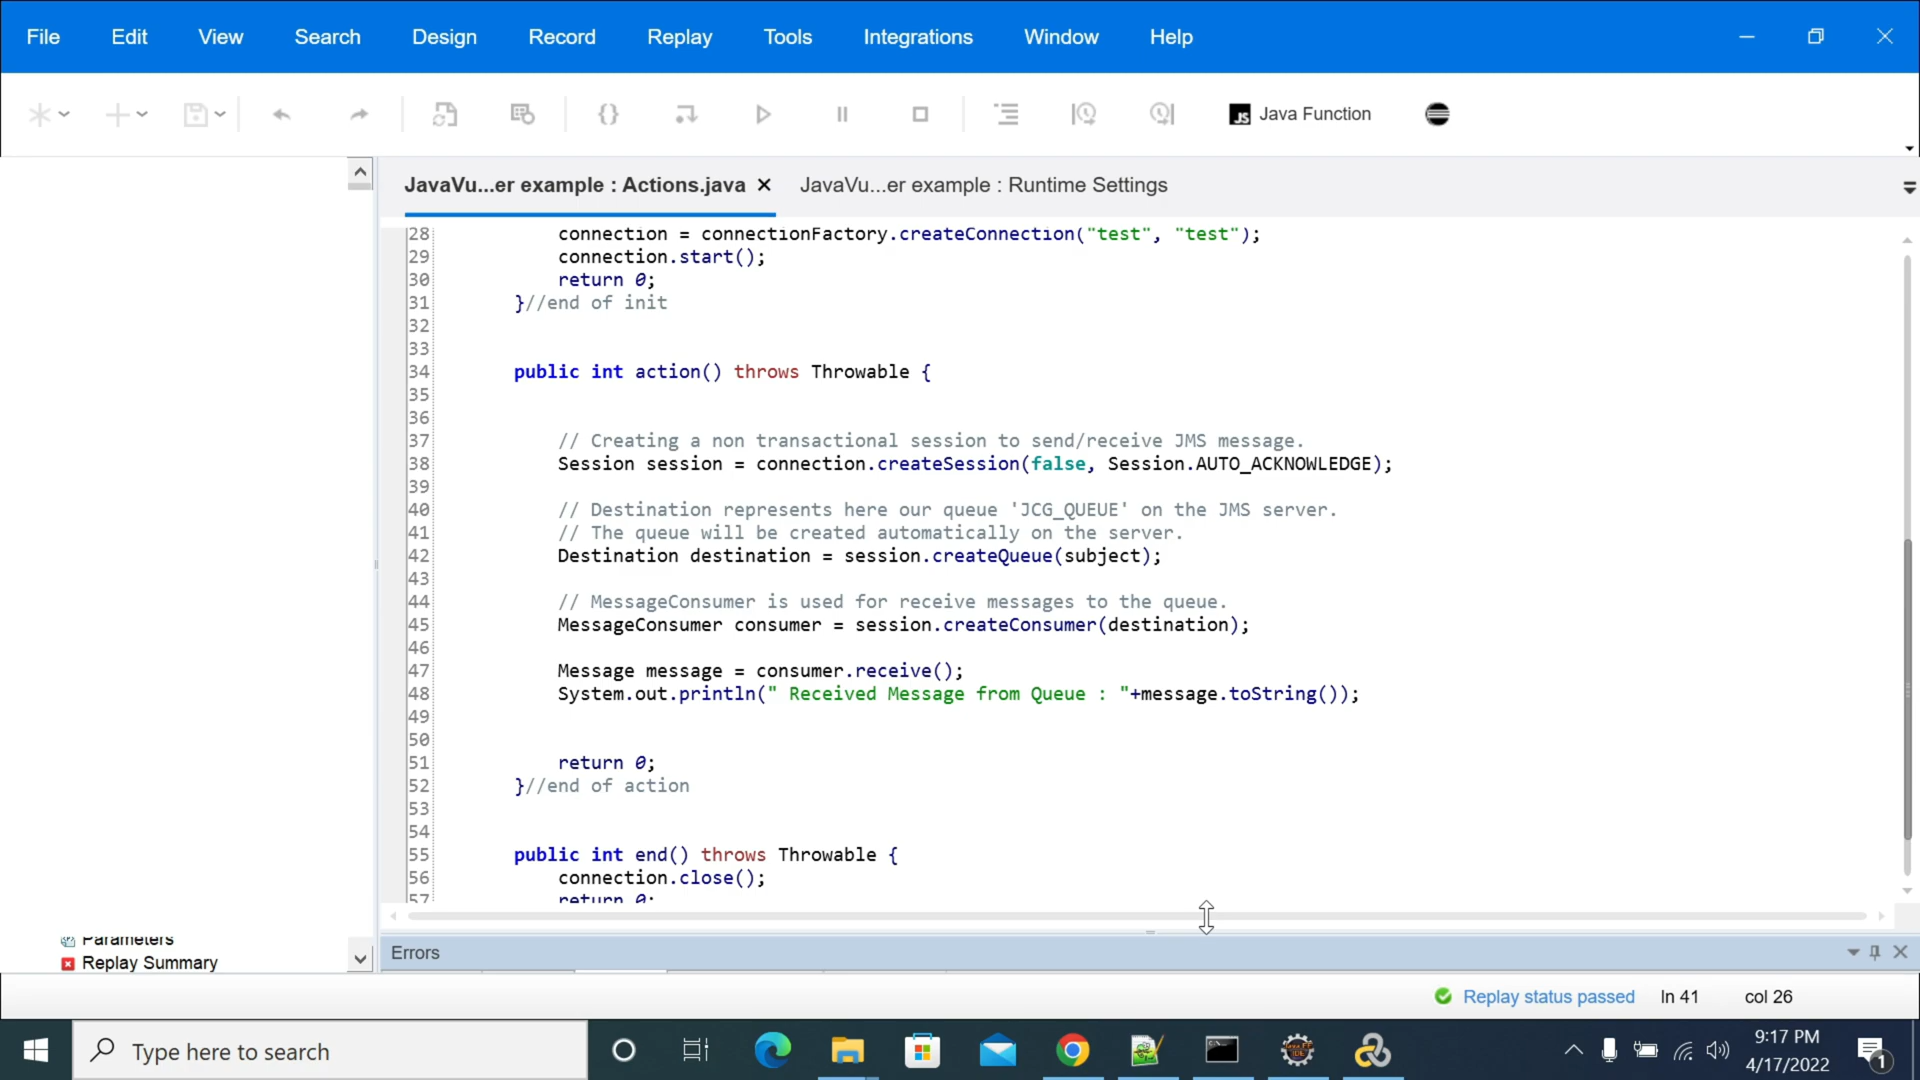 File Edit View Search Design Record Replay Tools Integrations Window Help
JS Java Function
JavaVu...er example : Actions.java JavaVu...er example : Runtime Settings
28 connection = connectionFactory.createConnection("test", "test");
29 connection.start();
30 return 0;
31 }//end of init
32
33
34 public int action() throws Throwable {
35
36
37 // Creating a non transactional session to send/receive JMS message.
38 Session session = connection.createSession(false, Session.AUTO_ACKNOWLEDGE);
39
40 // Destination represents here our queue 'JCG_QUEUE' on the JMS server.
41 // The queue will be created automatically on the server.
42 Destination destination = session.createQueue(subject);
43
44 // MessageConsumer is used for receive messages to the queue.
45 MessageConsumer consumer = session.createConsumer(destination);
46
47 Message message = consumer.receive();
48 System.out.println(" Received Message from Queue : "+message.toString());
49
50
51 return 0;
52 }//end of action
53
54
55 public int end() throws Throwable {
56 connection.close();
57 return 0;
Parameters
Replay Summary
Errors
Replay status passed ln 41 col 26
Type here to search
9:17 PM
4/17/2022
1